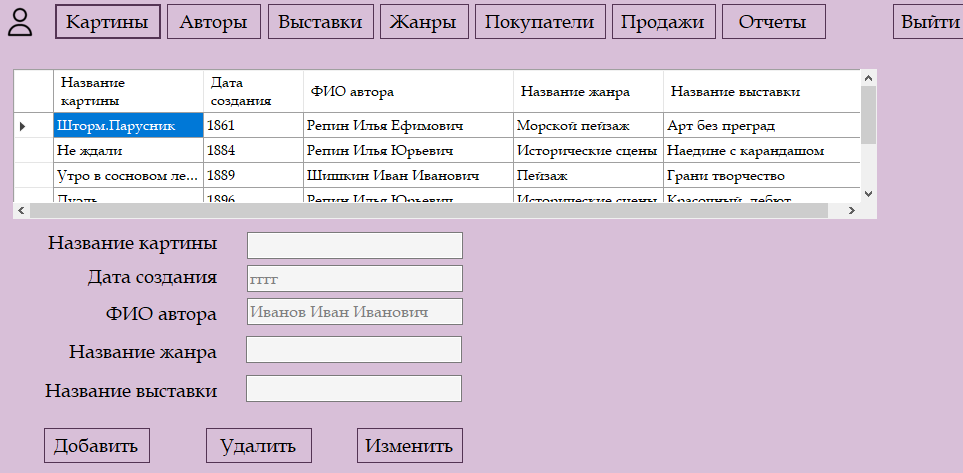 Картины Авторы Выставки Жанры Покупатели Продажи Отчеты Выйти
Название картины Дата создания ФИО автора Название жанра Название выставки
Шторм.Парусник 1861 Репин Илья Ефимович Морской пейзаж Арт без преград
Не ждали 1884 Репин Илья Юрьевич Исторические сцены Наедине с карандашом
Утро в сосновом ле... 1889 Шишкин Иван Иванович Пейзаж Грани творчество
Дуэль 1896 Репин Илья Юрьевич Исторические сцены Красочный дебют
Название картины
Дата создания гггг
ФИО автора Иванов Иван Иванович
Название жанра
Название выставки
Добавить Удалить Изменить